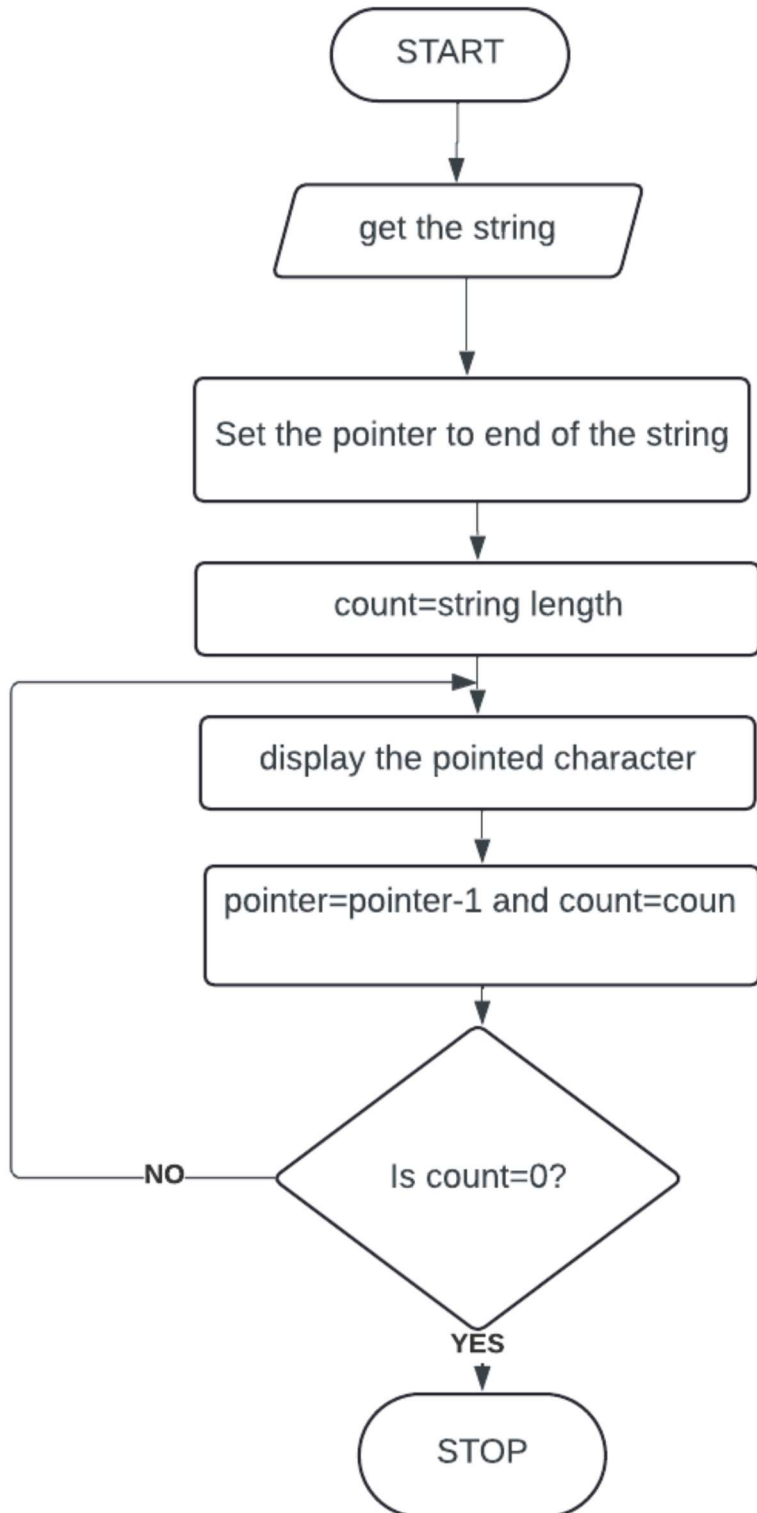 START
get the string
Set the pointer to end of the string
count=string length
display the pointed character
pointer=pointer-1 and count=coun
Is count=0?
NO
YES
STOP